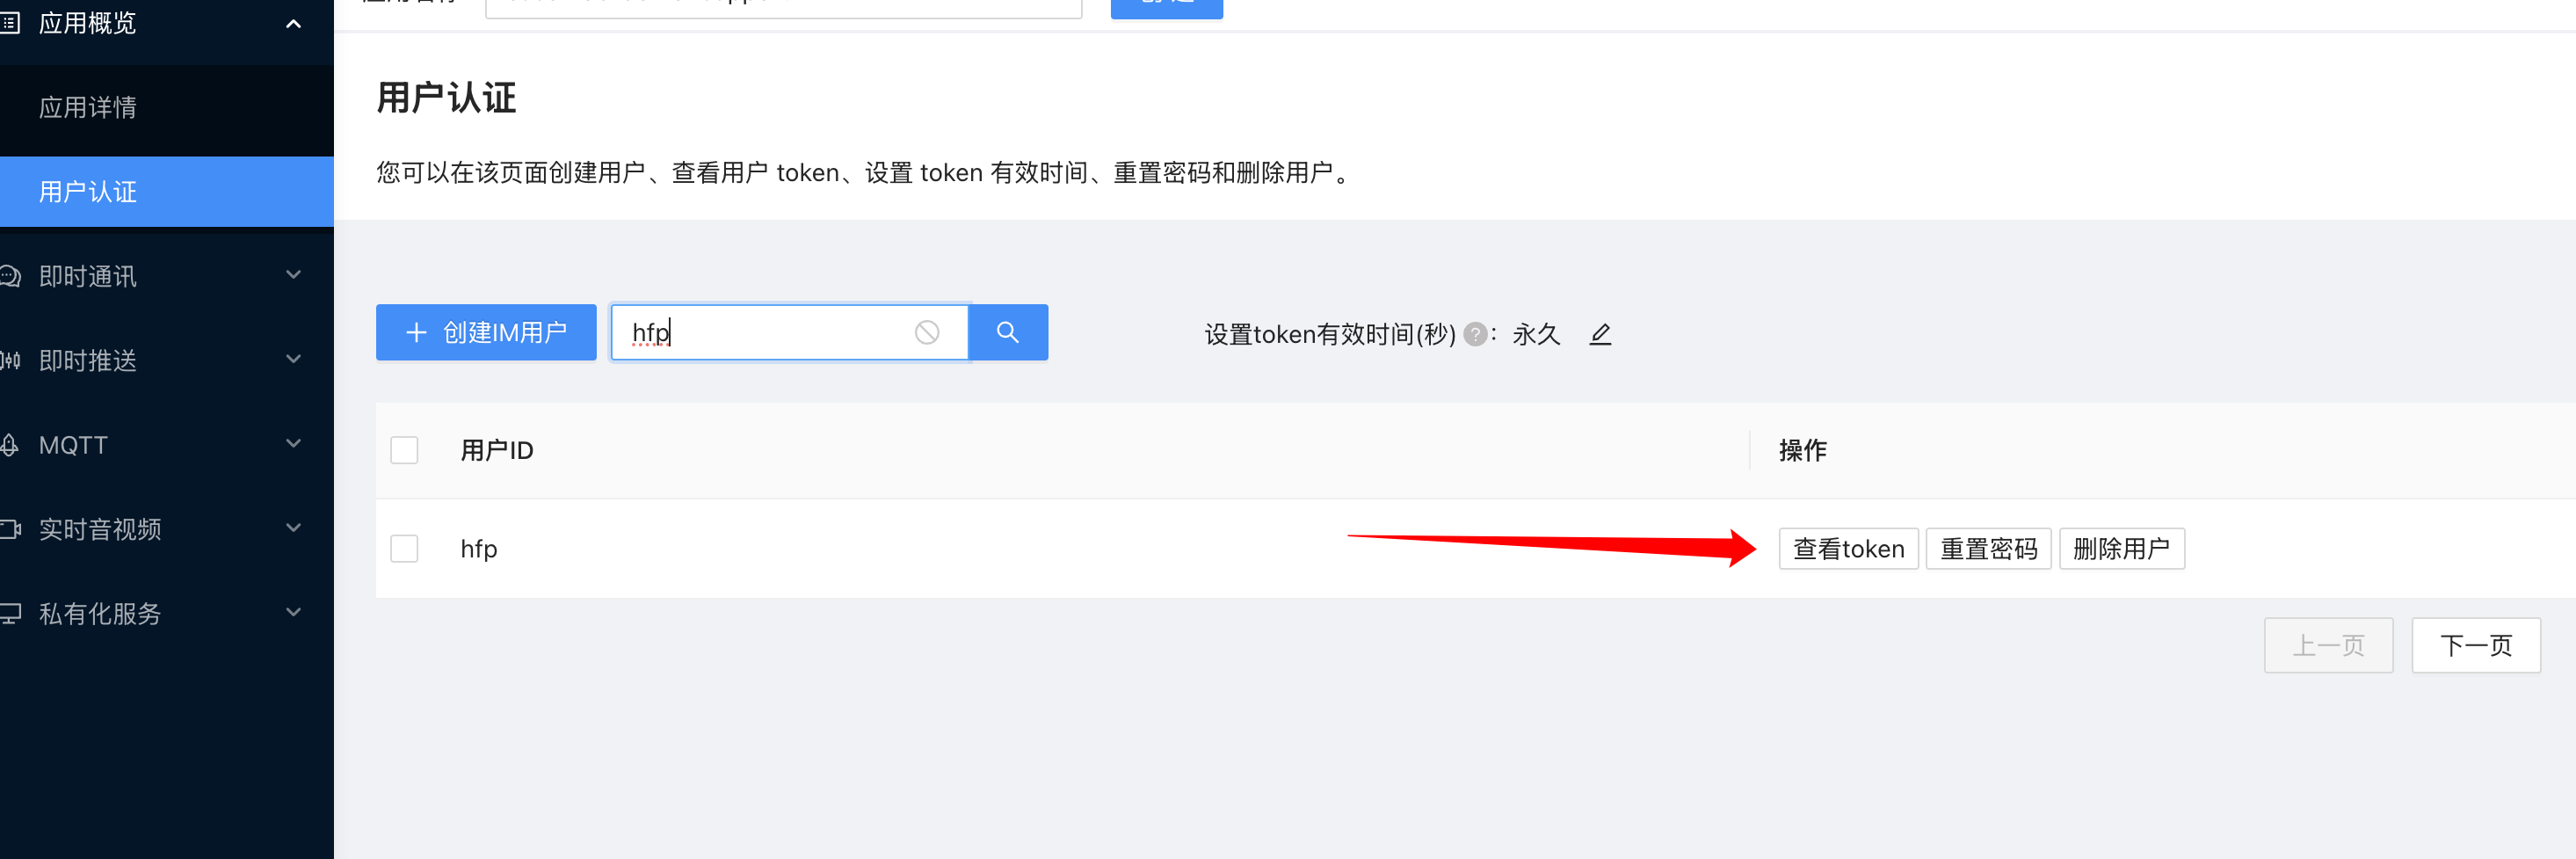 应用概览
应用详情
用户认证
即时通讯
即时推送
MQTT
实时音视频
私有化服务
用户认证
您可以在该页面创建用户、查看用户 token、设置 token 有效时间、重置密码和删除用户。
创建IM用户
hfp
设置token有效时间(秒) ? : 永久
用户ID 操作
hfp 查看token 重置密码 删除用户
上一页 下一页